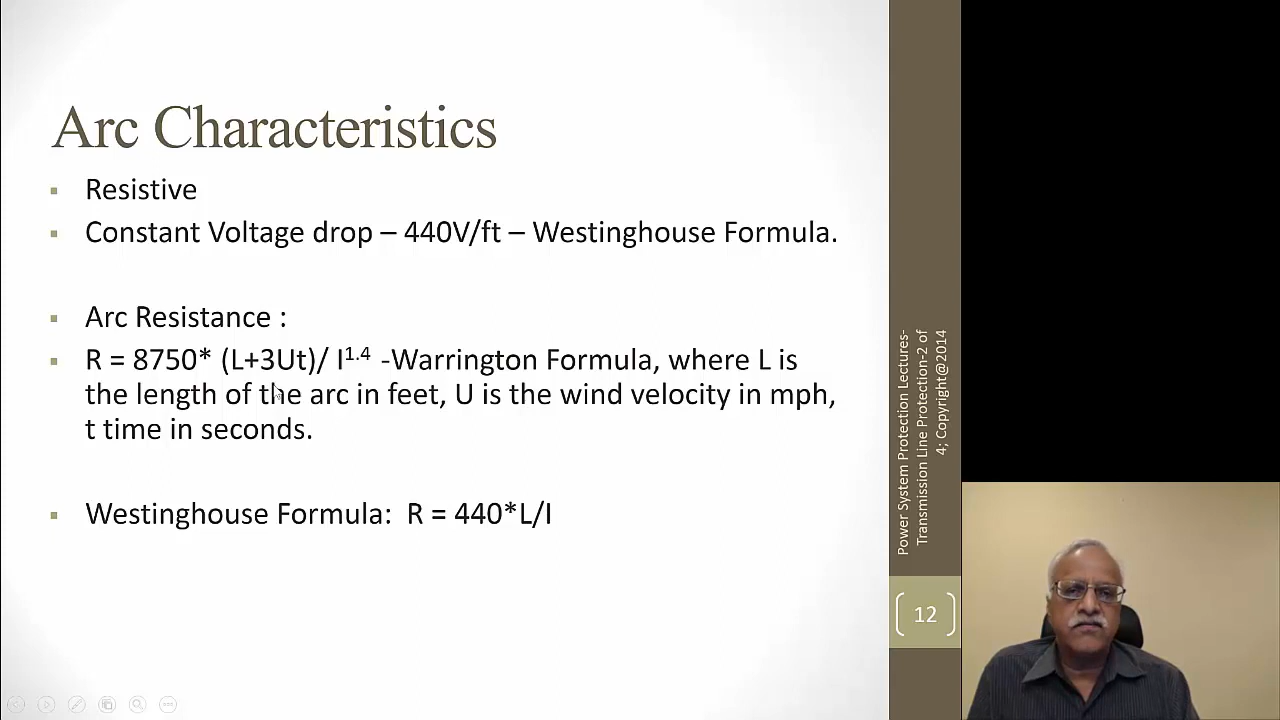 Arc Characteristics
Resistive
Constant Voltage drop – 440V/ft – Westinghouse Formula.
Arc Resistance :
R = 8750* (L+3Ut)/ I^1.4 -Warrington Formula, where L is
the length of the arc in feet, U is the wind velocity in mph,
t time in seconds.
Westinghouse Formula: R = 440*L/I
Power System Protection Lectures-
Transmission Line Protection-2 of
4; Copyright@2014
12